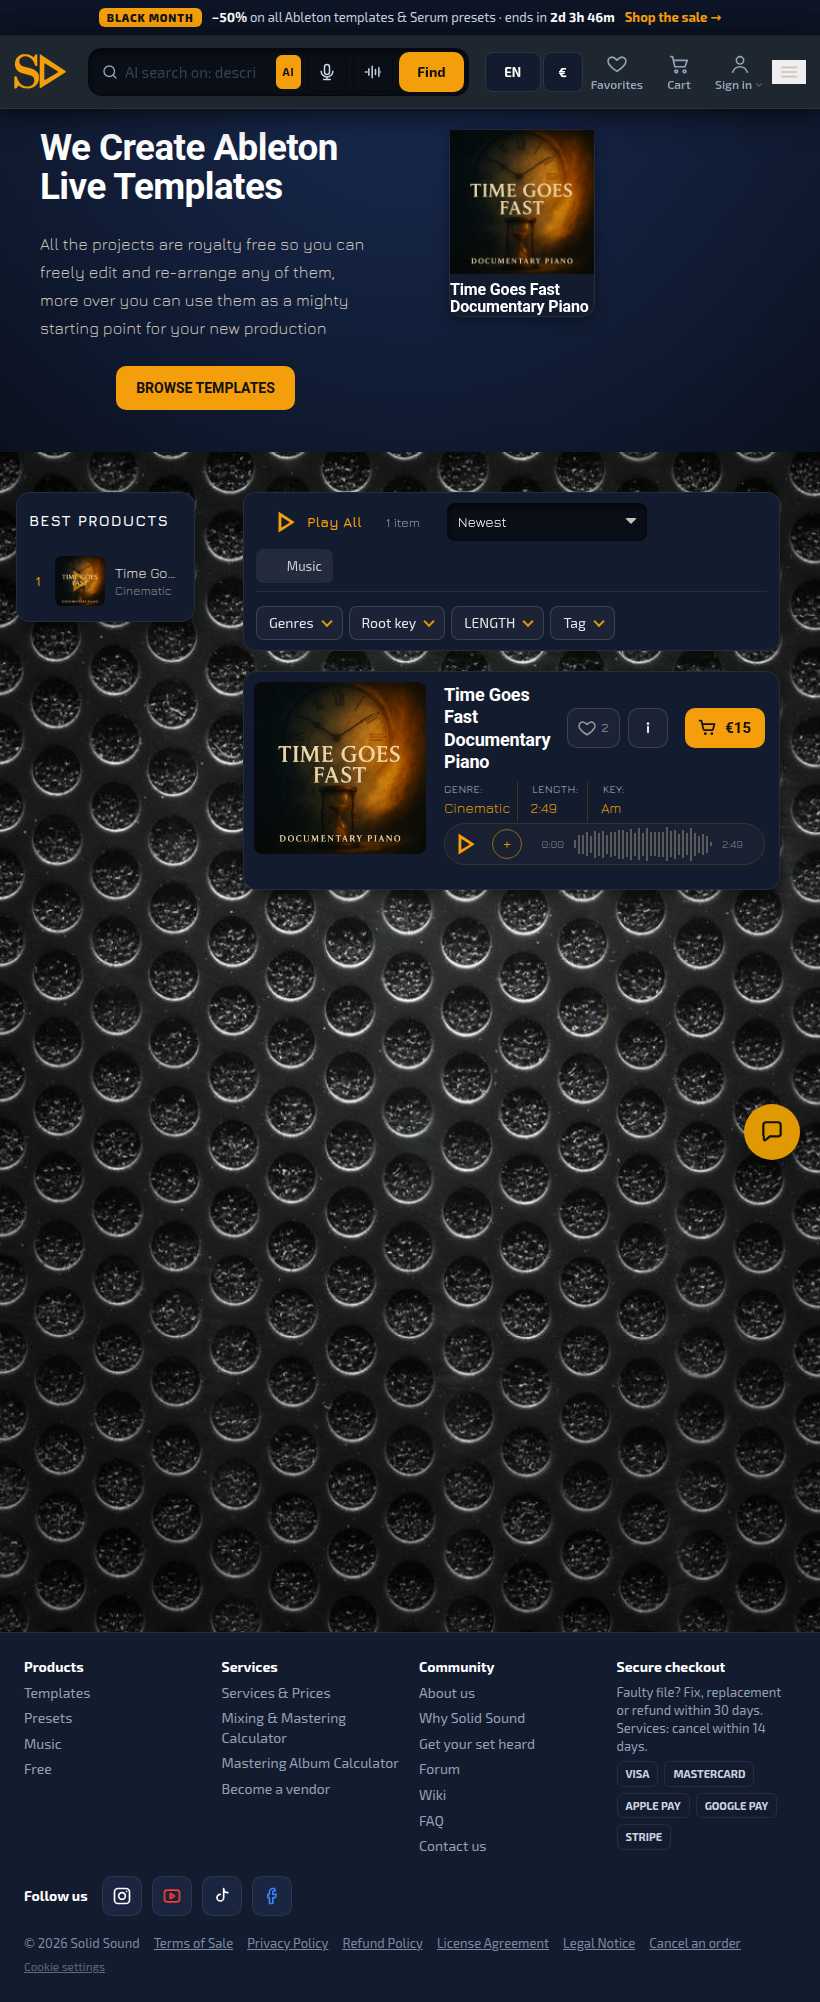 BLACK MONTH –50% on all Ableton templates & Serum presets · ends in 2d 3h 46m Shop the sale →
SD
AI search on: descri
AI
Find
EN
€
Favorites
Cart
Sign in
We Create Ableton
Live Templates
All the projects are royalty free so you can
freely edit and re-arrange any of them,
more over you can use them as a mighty
starting point for your new production
BROWSE TEMPLATES
TIME GOES
FAST
DOCUMENTARY PIANO
Time Goes Fast
Documentary Piano
BEST PRODUCTS
1
TIME GOES
FAST
Time Go...
Cinematic
Play All
1 item
Newest
Music
Genres
Root key
LENGTH
Tag
TIME GOES
FAST
DOCUMENTARY PIANO
Time Goes
Fast
Documentary
Piano
2
i
€15
GENRE: LENGTH: KEY:
Cinematic 2:49 Am
+
0:00
2:49
Products
Templates
Presets
Music
Free
Services
Services & Prices
Mixing & Mastering
Calculator
Mastering Album Calculator
Become a vendor
Community
About us
Why Solid Sound
Get your set heard
Forum
Wiki
FAQ
Contact us
Secure checkout
Faulty file? Fix, replacement
or refund within 30 days.
Services: cancel within 14
days.
VISA MASTERCARD
APPLE PAY GOOGLE PAY
STRIPE
Follow us
© 2026 Solid Sound Terms of Sale Privacy Policy Refund Policy License Agreement Legal Notice Cancel an order
Cookie settings